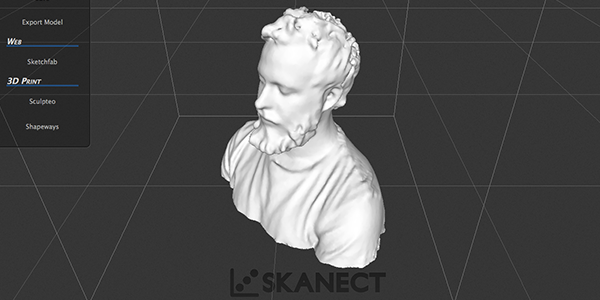 Export Model
WEB
Sketchfab
3D PRINT
Sculpteo
Shapeways
SKANECT